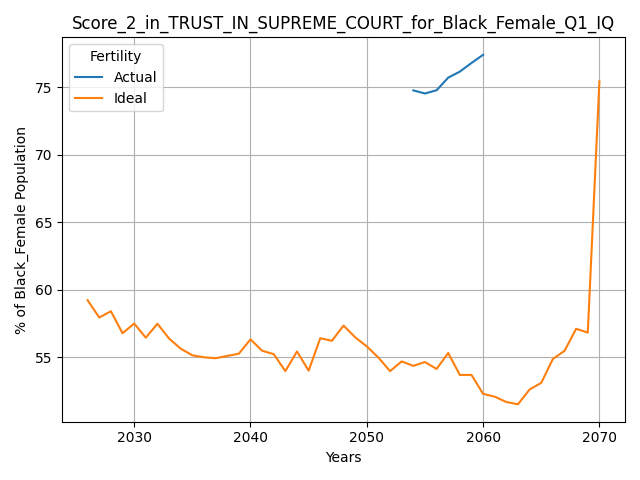 Score_2_in_TRUST_IN_SUPREME_COURT_for_Black_Female_Q1_IQ
Fertility
Actual
Ideal
% of Black_Female Population
75
70
65
60
55
2030 2040 2050 2060 2070
Years